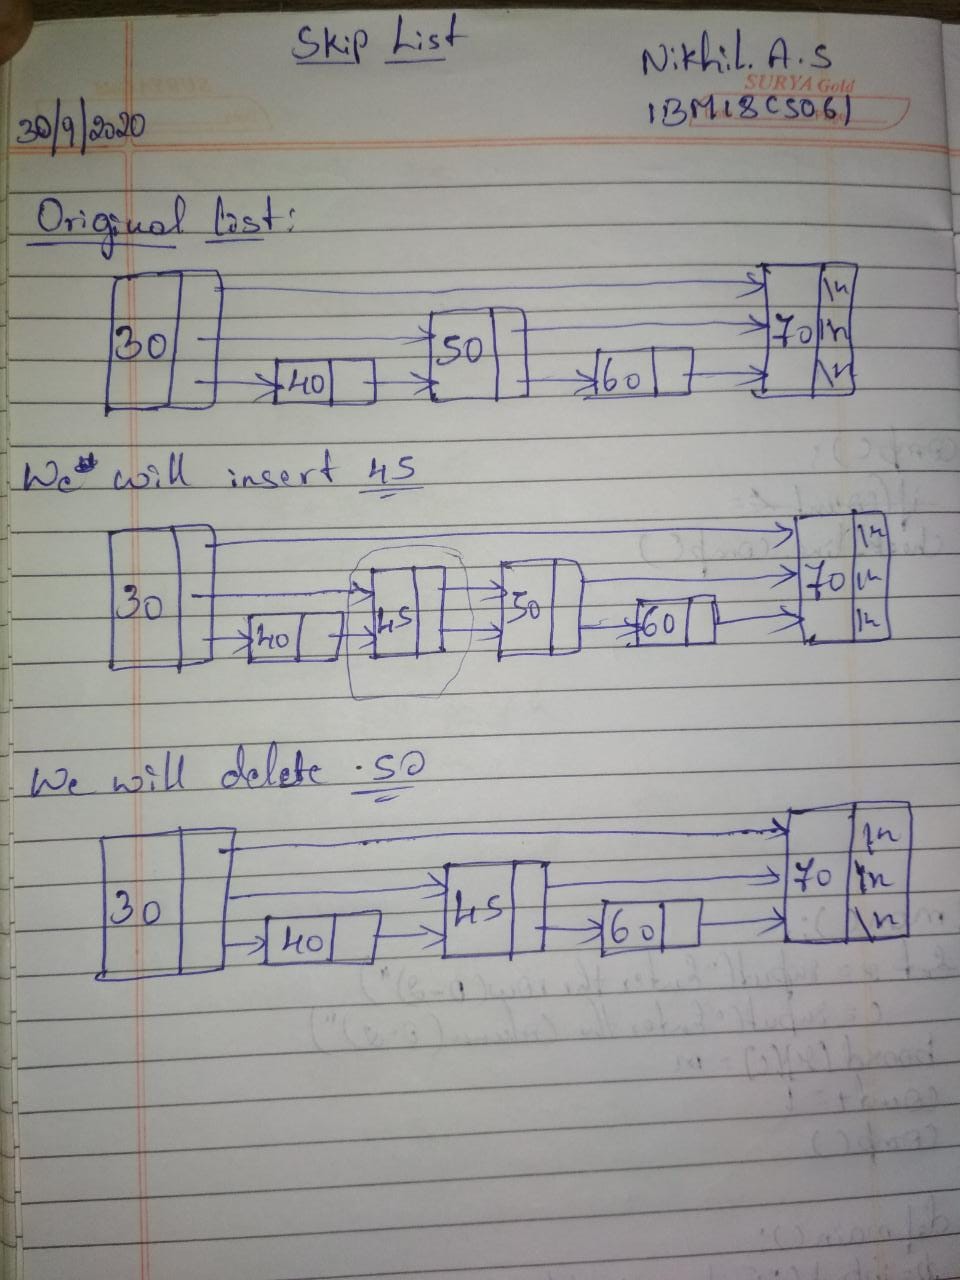 Skip List
Nikhil. A. S
SURYA Gold
1BM18CS061
30/9/2020
Original List:
30 40 50 60 70 \n \n \n
We will insert 45
30 40 45 50 60 70 \n \n \n
We will delete 50
30 40 45 60 70 \n \n \n